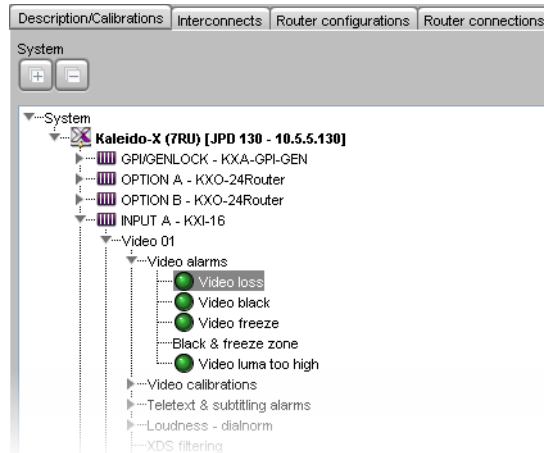 Description/Calibrations Interconnects Router configurations Router connections
System
System
Kaleido-X (7RU) [JPD 130 - 10.5.5.130]
GPI/GENLOCK - KXA-GPI-GEN
OPTION A - KXO-24Router
OPTION B - KXO-24Router
INPUT A - KXI-16
Video 01
Video alarms
Video loss
Video black
Video freeze
Black & freeze zone
Video luma too high
Video calibrations
Teletext & subtitling alarms
Loudness - dialnorm
XDS filtering